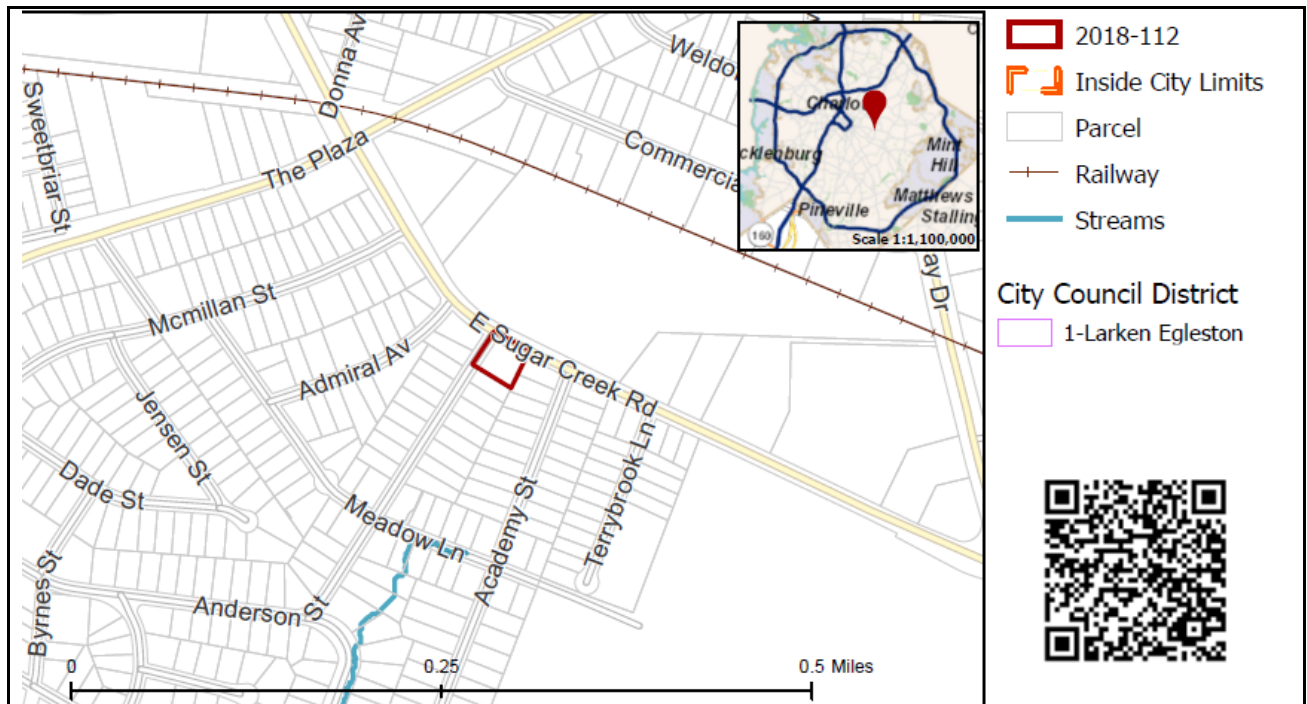 Donna Av
Weldo
Sweetbriar St
The Plaza
Commercia
Charlo
cklenburg
Mint
Hill
Matthews
Pineville
Stalling
160
Scale 1:1,100,000
ay Dr
Mcmillan St
E Sugar Creek Rd
Admiral Av
Jensen St
Dade St
Terrybrook Ln
Meadow Ln
Academy St
Byrnes St
Anderson St
0
0.25
0.5 Miles
2018-112
Inside City Limits
Parcel
Railway
Streams
City Council District
1-Larken Egleston